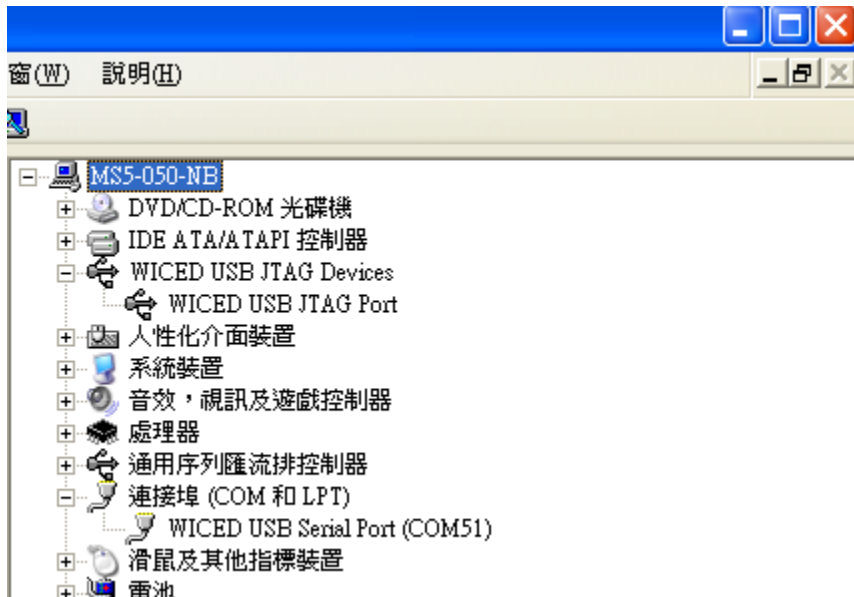 窗(W) 說明(H)
MS5-050-NB
DVD/CD-ROM 光碟機
IDE ATA/ATAPI 控制器
WICED USB JTAG Devices
WICED USB JTAG Port
人性化介面裝置
系統裝置
音效，視訊及遊戲控制器
處理器
通用序列匯流排控制器
連接埠 (COM 和 LPT)
WICED USB Serial Port (COM51)
滑鼠及其他指標裝置
電池